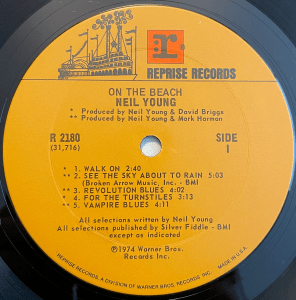 REPRISE RECORDS
ON THE BEACH
NEIL YOUNG
* Produced by Neil Young & David Briggs
** Produced by Neil Young & Mark Harman
R 2180
(31,716)
SIDE
1
* 1. WALK ON 2:40
** 2. SEE THE SKY ABOUT TO RAIN 5:03
(Broken Arrow Music, Inc. - BMI)
** 3. REVOLUTION BLUES 4:02
* 4. FOR THE TURNSTILES 3:13
** 5. VAMPIRE BLUES 4:11
All selections written by Neil Young
All selections published by Silver Fiddle - BMI
except as indicated
℗1974 Warner Bros.
Records Inc.
REPRISE RECORDS, A DIVISION OF WARNER BROS. RECORDS INC.